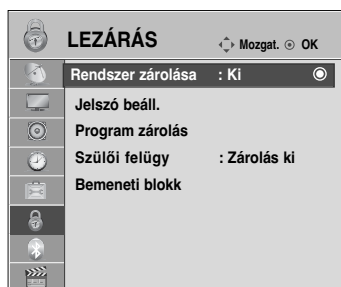 LEZÁRÁS Mozgat. OK
Rendszer zárolása : Ki
Jelszó beáll.
Program zárolás
Szülői felügy : Zárolás ki
Bemeneti blokk